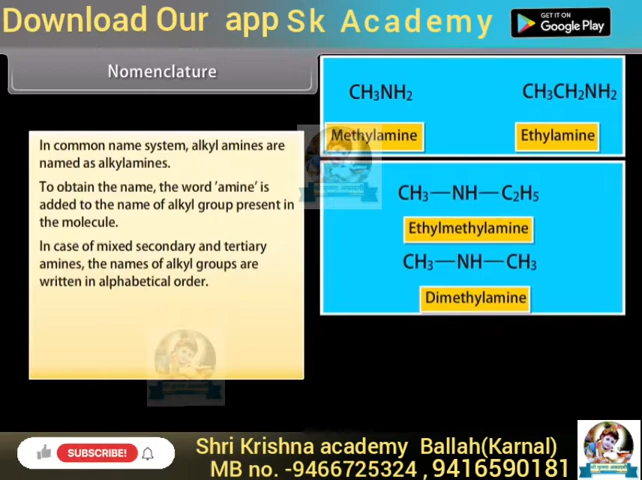 Download Our app Sk Academy
GET IT ON
Google Play
Nomenclature
In common name system, alkyl amines are
named as alkylamines.
To obtain the name, the word 'amine' is
added to the name of alkyl group present in
the molecule.
In case of mixed secondary and tertiary
amines, the names of alkyl groups are
written in alphabetical order.
CH₃NH₂ CH₃CH₂NH₂
Methylamine Ethylamine
CH₃—NH—C₂H₅
Ethylmethylamine
CH₃—NH—CH₃
Dimethylamine
SUBSCRIBE!
Shri Krishna academy Ballah(Karnal)
MB no. -9466725324 , 9416590181